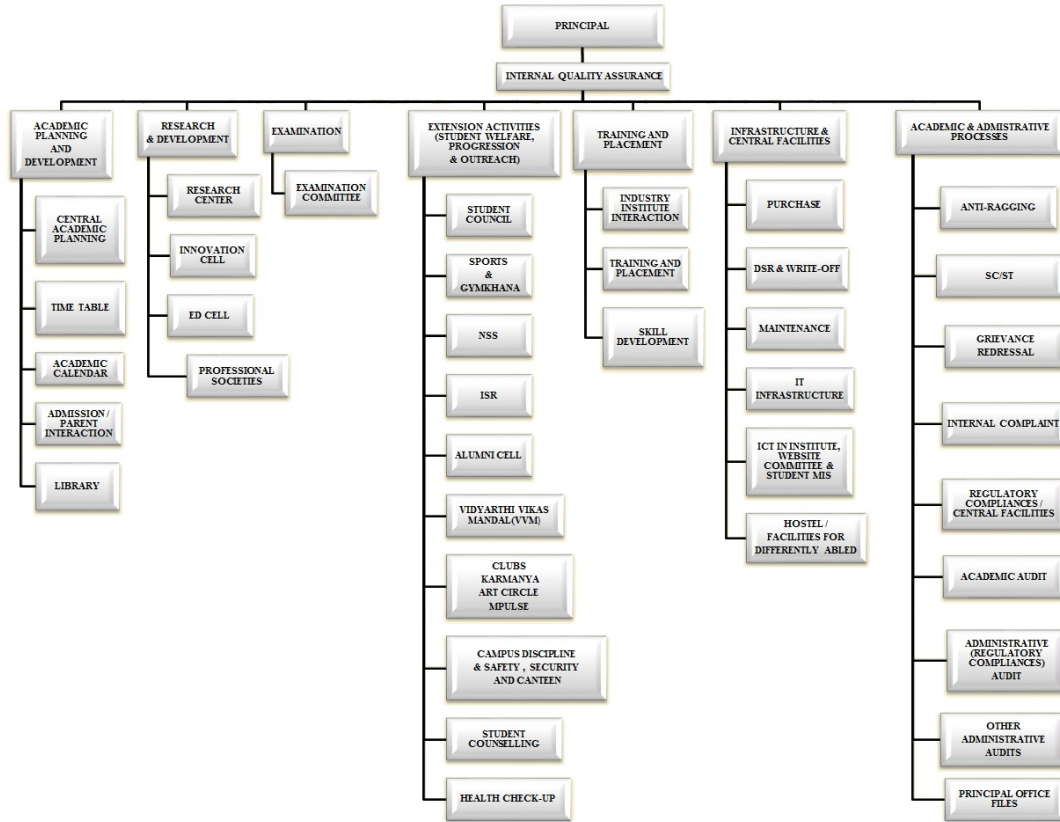 PRINCIPAL
INTERNAL QUALITY ASSURANCE
ACADEMIC
PLANNING
AND
DEVELOPMENT
CENTRAL
ACADEMIC
PLANNING
TIME TABLE
ACADEMIC
CALENDAR
ADMISSION /
PARENT
INTERACTION
LIBRARY
RESEARCH
& DEVELOPMENT
RESEARCH
CENTER
INNOVATION
CELL
ED CELL
PROFESSIONAL
SOCIETIES
EXAMINATION
EXAMINATION
COMMITTEE
EXTENSION ACTIVITIES
(STUDENT WELFARE,
PROGRESSION
& OUTREACH)
STUDENT
COUNCIL
SPORTS
&
GYMKHANA
NSS
ISR
ALUMNI CELL
VIDYARTHI VIKAS
MANDAL(VVM)
CLUBS
KARMANYA
ART CIRCLE
MPULSE
CAMPUS DISCIPLINE
& SAFETY , SECURITY
AND CANTEEN
STUDENT
COUNSELLING
HEALTH CHECK-UP
TRAINING AND
PLACEMENT
INDUSTRY
INSTITUTE
INTERACTION
TRAINING AND
PLACEMENT
SKILL
DEVELOPMENT
INFRASTRUCTURE &
CENTRAL FACILITIES
PURCHASE
DSR & WRITE-OFF
MAINTENANCE
IT
INFRASTRUCTURE
ICT IN INSTITUTE,
WEBSITE
COMMITTEE &
STUDENT MIS
HOSTEL /
FACILITIES FOR
DIFFERENTLY ABLED
ACADEMIC & ADMISTRATIVE
PROCESSES
ANTI-RAGGING
SC/ST
GRIEVANCE
REDRESSAL
INTERNAL COMPLAINT
REGULATORY
COMPLIANCES /
CENTRAL FACILITIES
ACADEMIC AUDIT
ADMINISTRATIVE
(REGULATORY
COMPLIANCES)
AUDIT
OTHER
ADMINISTRATIVE
AUDITS
PRINCIPAL OFFICE
FILES